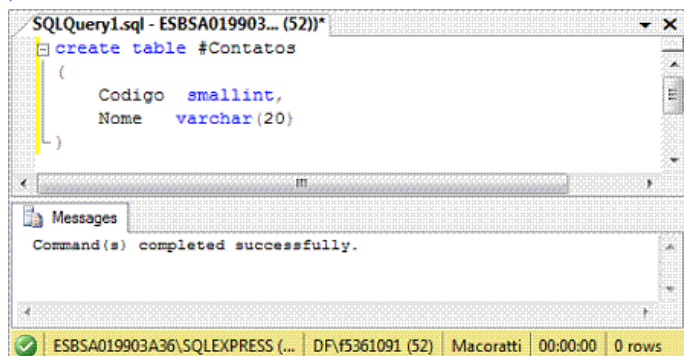 SQLQuery1.sql - ESBSA019903... (52))*
create table #Contatos
(
Codigo smallint,
Nome varchar(20)
)
Messages
Command(s) completed successfully.
ESBSA019903A36\SQLEXPRESS (... DF\f5361091 (52) Macoratti 00:00:00 0 rows